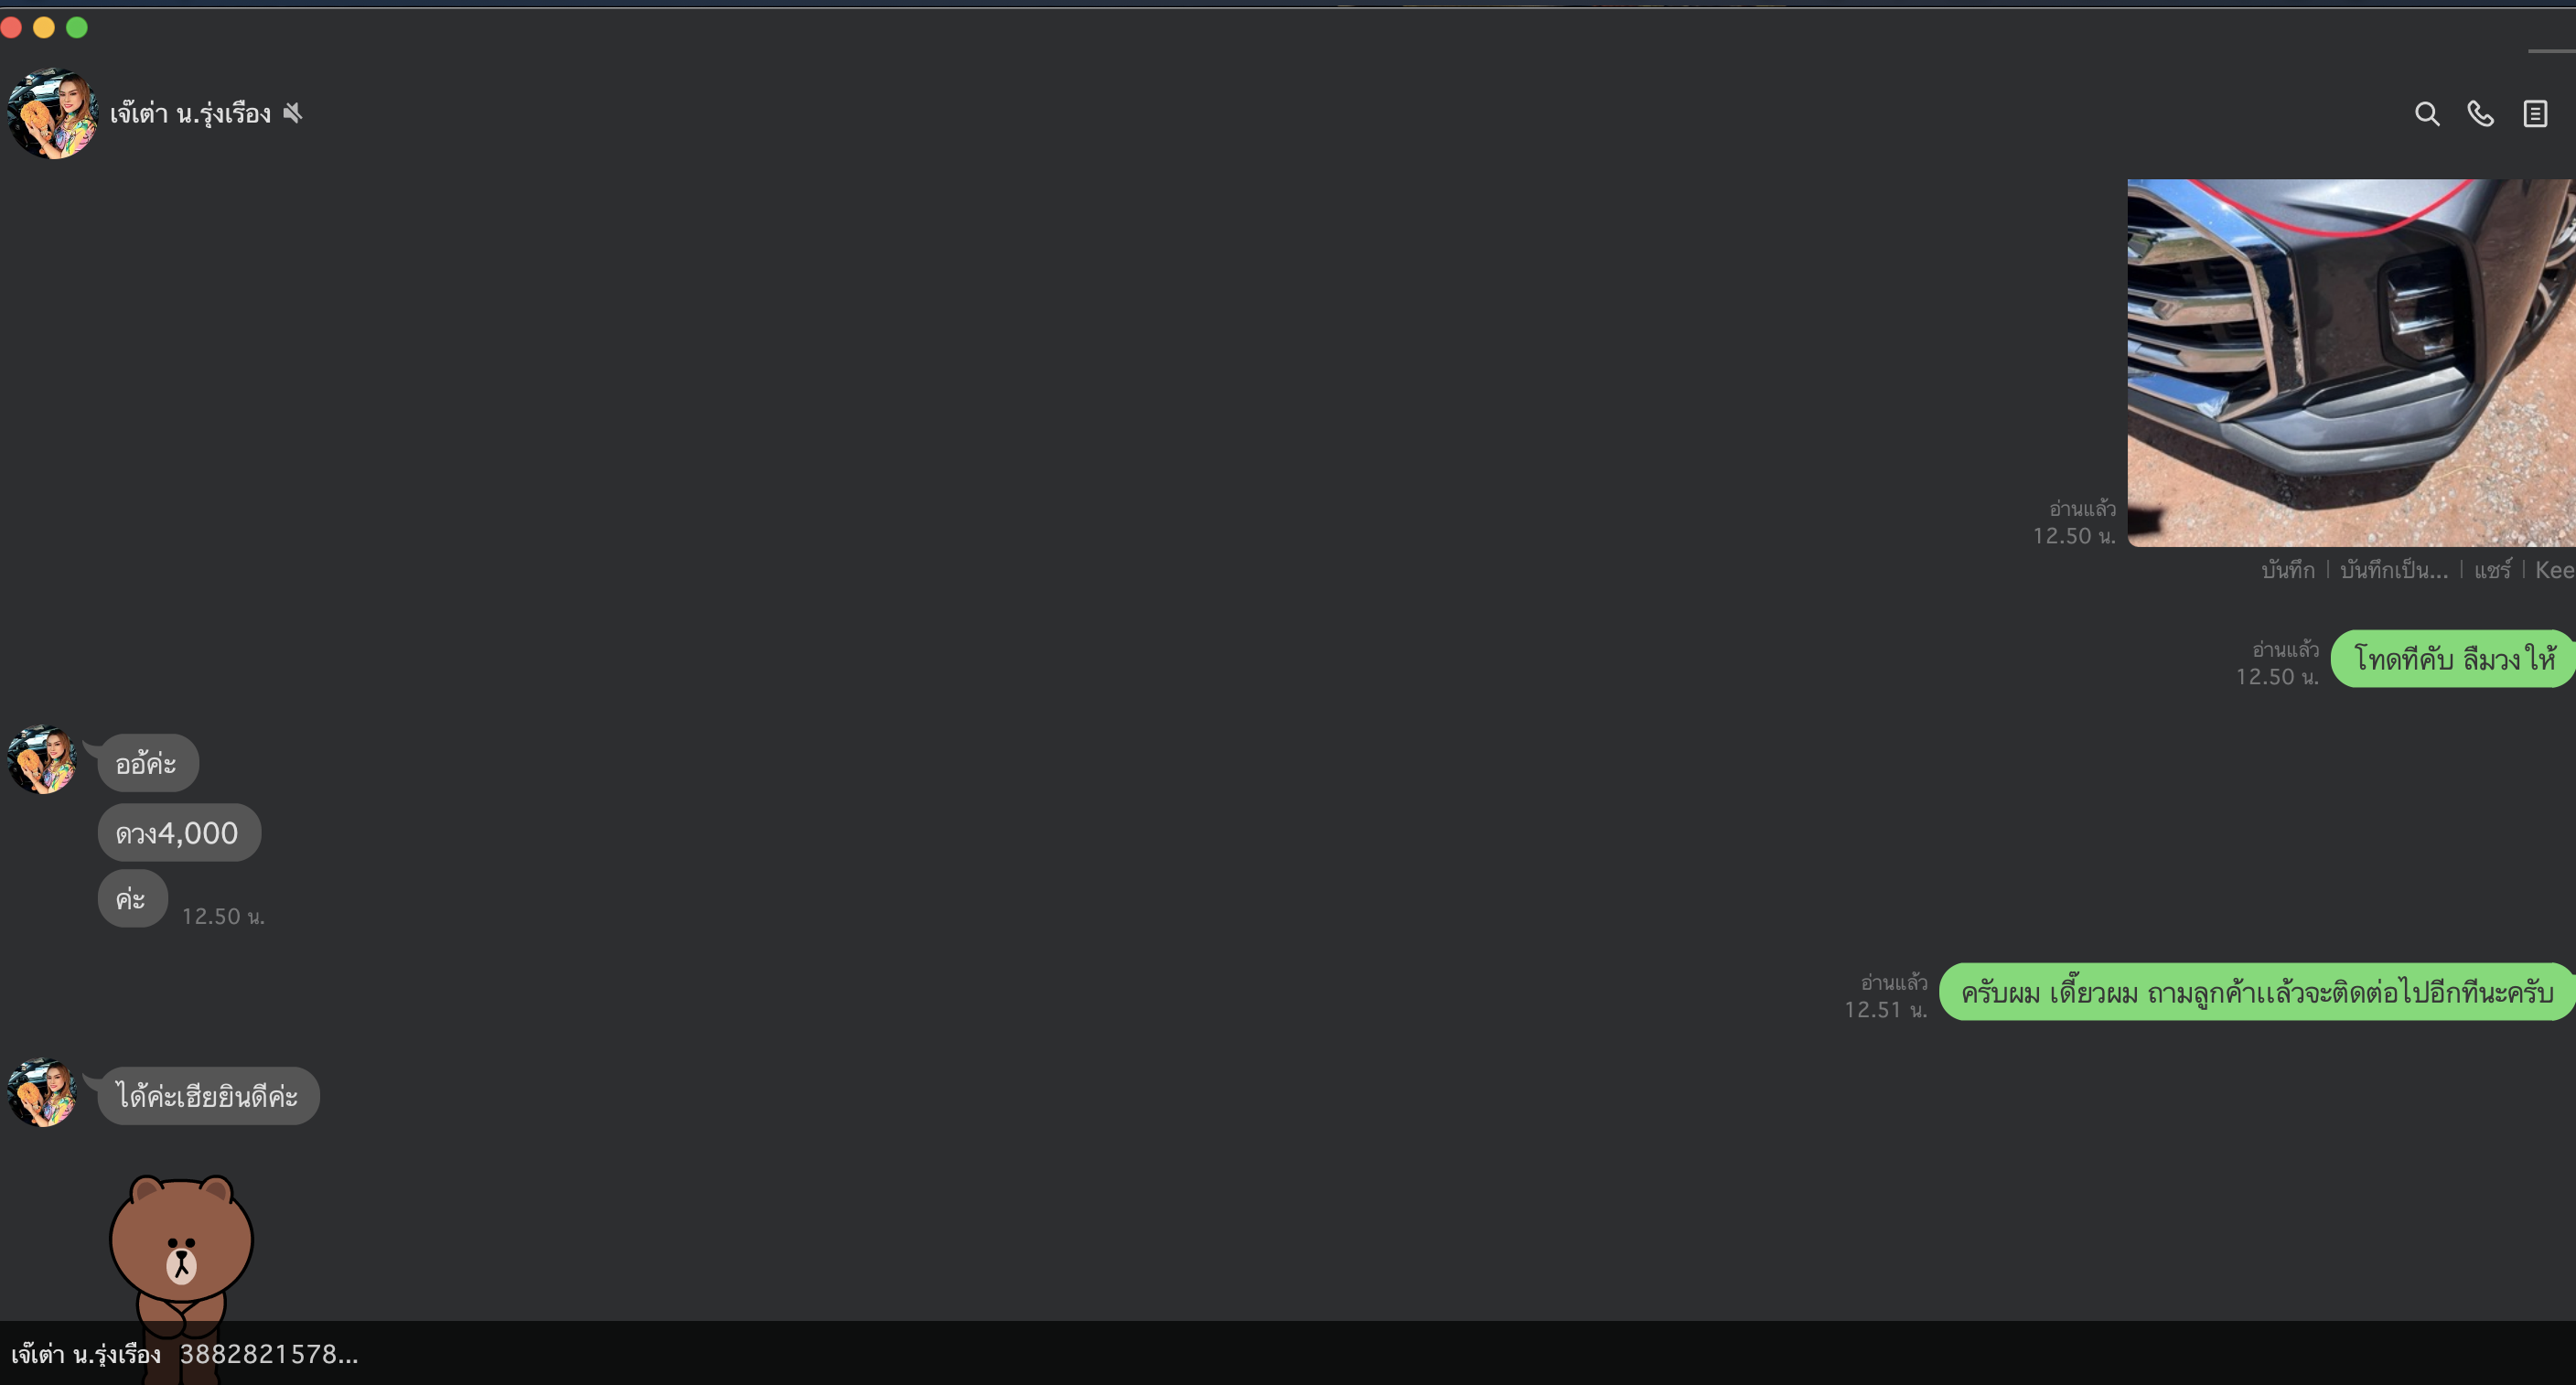 เจ๊เต่า น.รุ่งเรือง
อ่านแล้ว
12.50 น.
บันทึก | บันทึกเป็น... | แชร์ | Kee
อ่านแล้ว
12.50 น.
โทดทีคับ ลืมวง ให้
ออ้ค่ะ
ดวง4,000
ค่ะ
12.50 น.
อ่านแล้ว
12.51 น.
ครับผม เดี๊ยวผม ถามลูกค้าแล้วจะติดต่อไปอีกทีนะครับ
ได้ค่ะเฮียยินดีค่ะ
เจ๊เต่า น.รุ่งเรือง 3882821578...